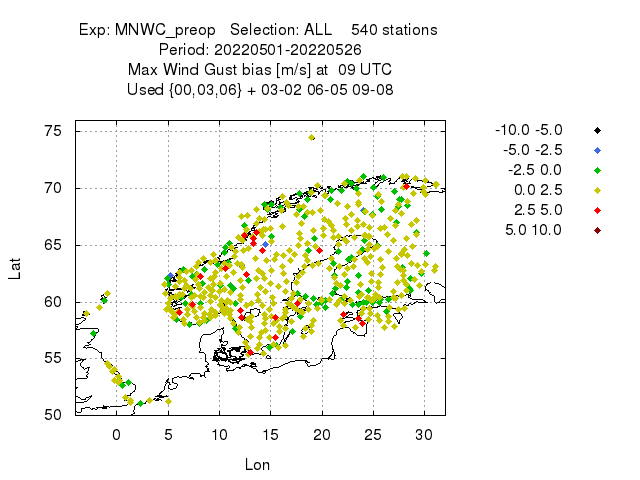 Exp: MNWC_preop   Selection: ALL    540 stations
Period: 20220501-20220526
Max Wind Gust bias [m/s] at  09 UTC
Used {00,03,06} + 03-02 06-05 09-08
-10.0 -5.0
-5.0 -2.5
-2.5 0.0
0.0 2.5
2.5 5.0
5.0 10.0
75
70
65
60
55
50
Lat
0 5 10 15 20 25 30
Lon